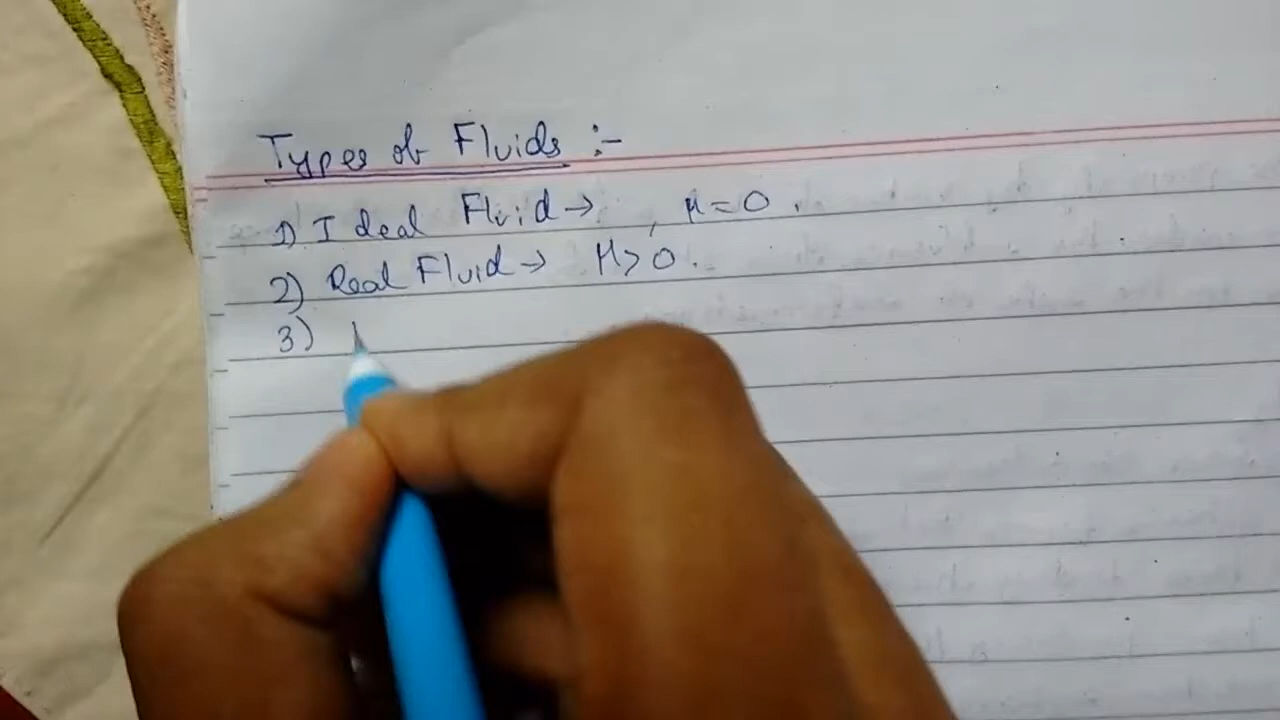 Types of Fluids :-
1) Ideal Fluid → , μ = 0 .
2) Real Fluid → μ > 0 .
3)